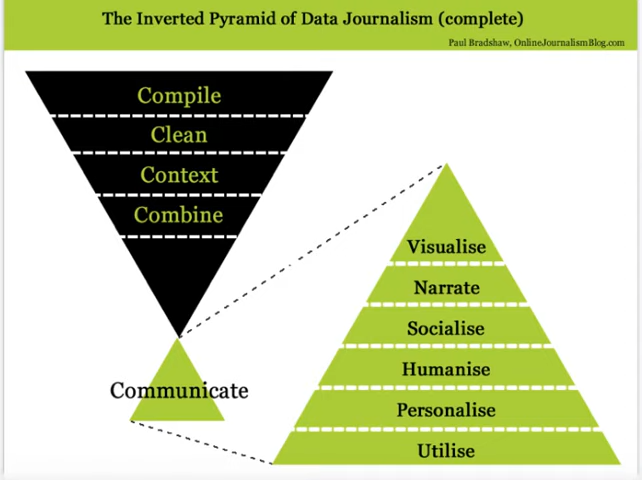 The Inverted Pyramid of Data Journalism (complete)
Paul Bradshaw, OnlineJournalismBlog.com
Compile
Clean
Context
Combine
Communicate
Visualise
Narrate
Socialise
Humanise
Personalise
Utilise